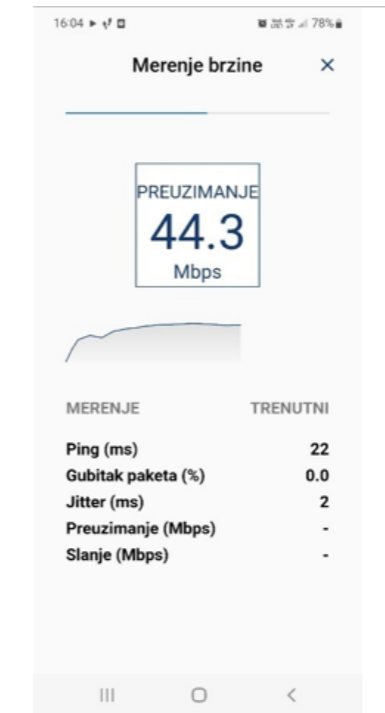 16:04
78%
Merenje brzine
PREUZIMANJE
44.3
Mbps
MERENJE TRENUTNI
Ping (ms) 22
Gubitak paketa (%) 0.0
Jitter (ms) 2
Preuzimanje (Mbps) -
Slanje (Mbps) -